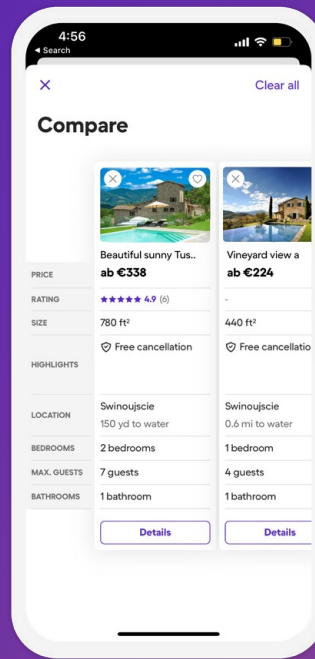 4:56
Search
Clear all
Compare
Beautiful sunny Tus..
Vineyard view a
PRICE
ab €338
ab €224
RATING
4.9 (6)
-
SIZE
780 ft²
440 ft²
HIGHLIGHTS
Free cancellation
Free cancellatio
LOCATION
Swinoujscie
Swinoujscie
150 yd to water
0.6 mi to water
BEDROOMS
2 bedrooms
1 bedroom
MAX. GUESTS
7 guests
4 guests
BATHROOMS
1 bathroom
1 bathroom
Details
Details